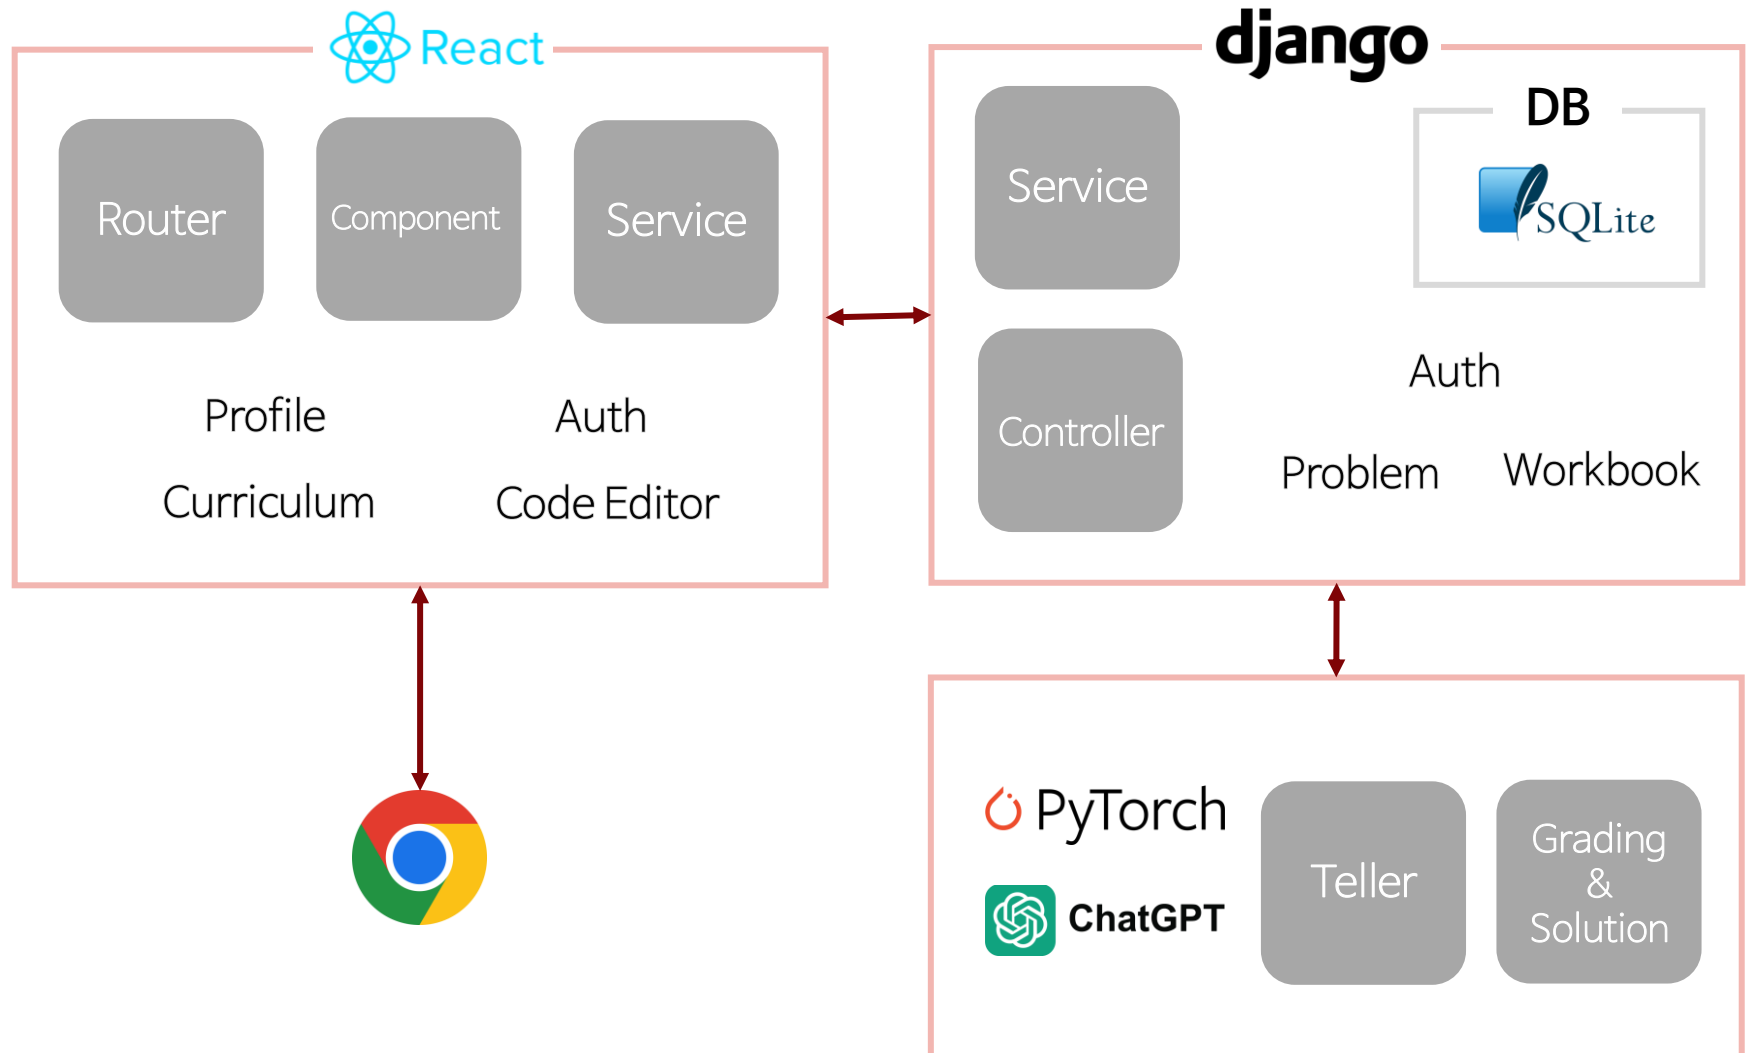 React
Router
Component
Service
Profile
Auth
Curriculum
Code Editor
django
Service
DB
SQLite
Controller
Auth
Problem
Workbook
PyTorch
ChatGPT
Teller
Grading
&
Solution